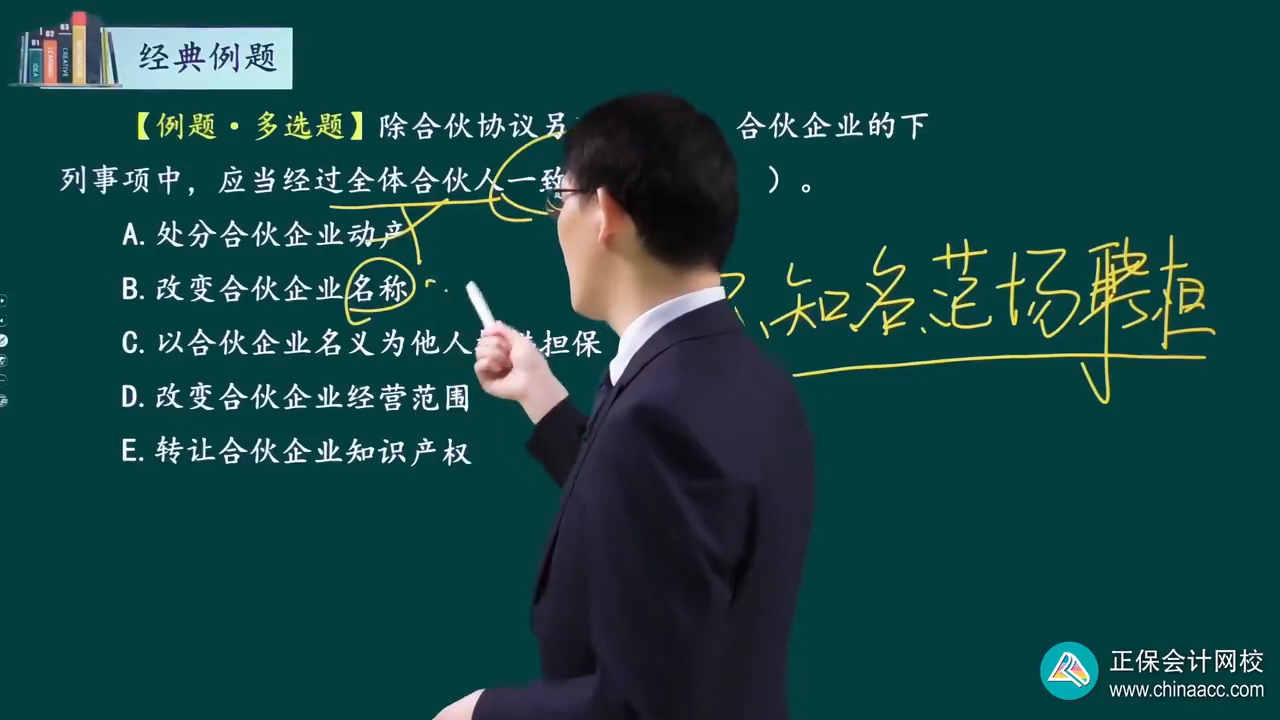 经典例题
【例题·多选题】除合伙协议另 合伙企业的下
列事项中，应当经过全体合伙人一致 ）。
A.处分合伙企业动产
B.改变合伙企业名称
C.以合伙企业名义为他人 担保
D.改变合伙企业经营范围
E.转让合伙企业知识产权
知名范场聘担
正保会计网校
www.chinaacc.com